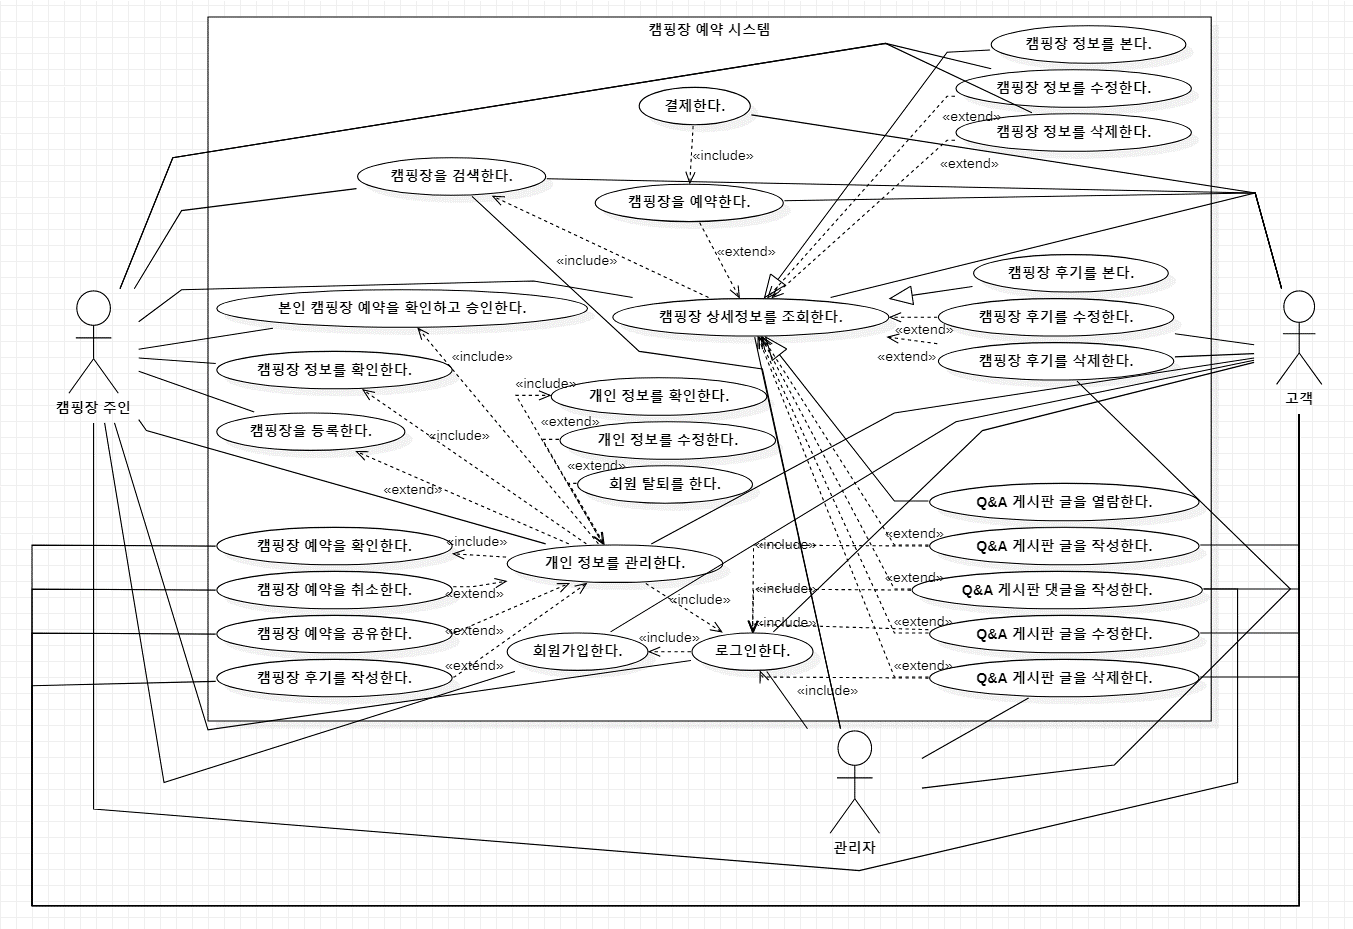 캠핑장 예약 시스템
캠핑장 정보를 본다.
캠핑장 정보를 수정한다.
«extend»
캠핑장 정보를 삭제한다.
«extend»
결제한다.
«include»
캠핑장을 검색한다.
캠핑장을 예약한다.
«extend»
«include»
캠핑장 후기를 본다.
본인 캠핑장 예약을 확인하고 승인한다.
캠핑장 상세정보를 조회한다.
캠핑장 후기를 수정한다.
«extend»
«extend»
캠핑장 후기를 삭제한다.
«include»
캠핑장 정보를 확인한다.
«include»
개인 정보를 확인한다.
고객
캠핑장 주인
«extend»
캠핑장을 등록한다.
«include»
개인 정보를 수정한다.
«extend»
회원 탈퇴를 한다.
«extend»
Q&A 게시판 글을 열람한다.
«extend»
캠핑장 예약을 확인한다.
«include»
«include»
Q&A 게시판 글을 작성한다.
개인 정보를 관리한다.
«extend»
캠핑장 예약을 취소한다.
«extend»
«include»
«include»
Q&A 게시판 댓글을 작성한다.
캠핑장 예약을 공유한다.
«extend»
«include»
«extend»
Q&A 게시판 글을 수정한다.
회원가입한다.
«include»
로그인한다.
캠핑장 후기를 작성한다.
«extend»
«extend»
Q&A 게시판 글을 삭제한다.
«include»
관리자